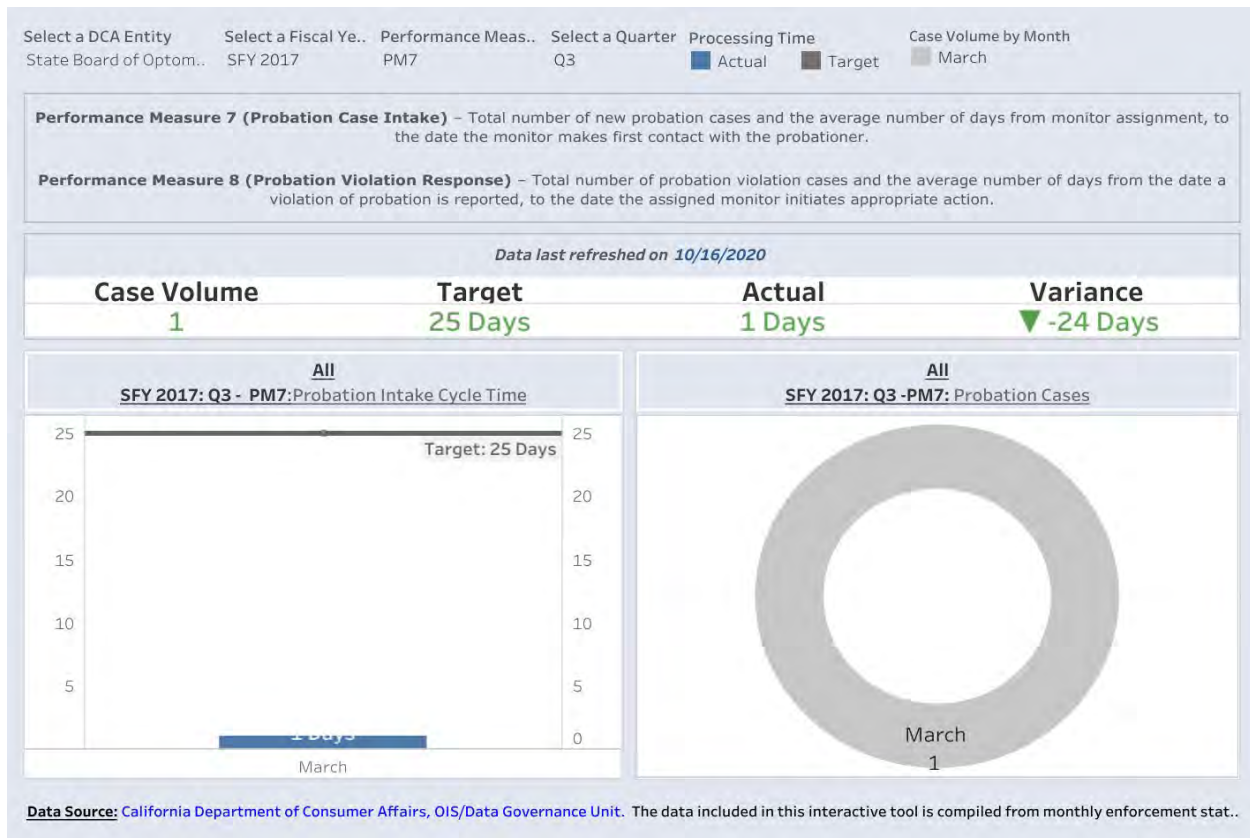 Select a DCA Entity
Select a Fiscal Ye..
Performance Meas..
Select a Quarter
Processing Time
Case Volume by Month
State Board of Optom..
SFY 2017
PM7
Q3
Actual
Target
March
Performance Measure 7 (Probation Case Intake) – Total number of new probation cases and the average number of days from monitor assignment, to
the date the monitor makes first contact with the probationer.
Performance Measure 8 (Probation Violation Response) – Total number of probation violation cases and the average number of days from the date a
violation of probation is reported, to the date the assigned monitor initiates appropriate action.
Data last refreshed on 10/16/2020
Case Volume
Target
Actual
Variance
1
25 Days
1 Days
▼ -24 Days
All
SFY 2017: Q3 - PM7:Probation Intake Cycle Time
25
20
15
10
5
Target: 25 Days
25
20
15
10
5
0
1 Days
March
All
SFY 2017: Q3 -PM7: Probation Cases
March
1
Data Source: California Department of Consumer Affairs, OIS/Data Governance Unit. The data included in this interactive tool is compiled from monthly enforcement stat..